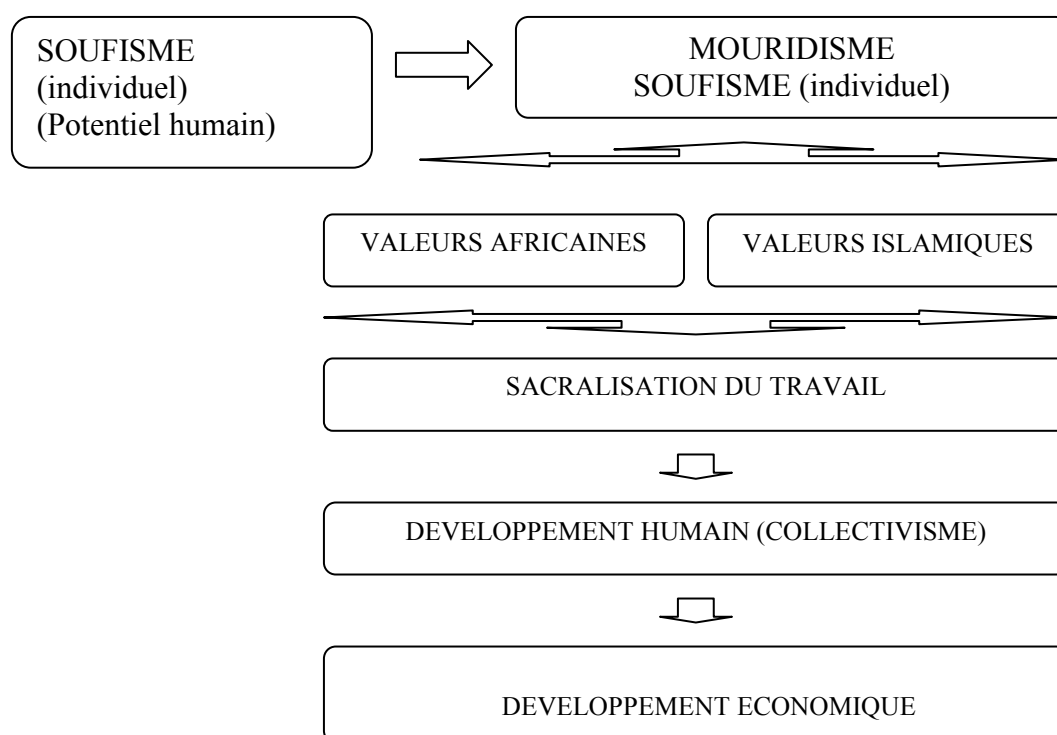 SOUFISME
(individuel)
(Potentiel humain)
MOURIDISME
SOUFISME (individuel)
VALEURS AFRICAINES
VALEURS ISLAMIQUES
SACRALISATION DU TRAVAIL
DEVELOPPEMENT HUMAIN (COLLECTIVISME)
DEVELOPPEMENT ECONOMIQUE